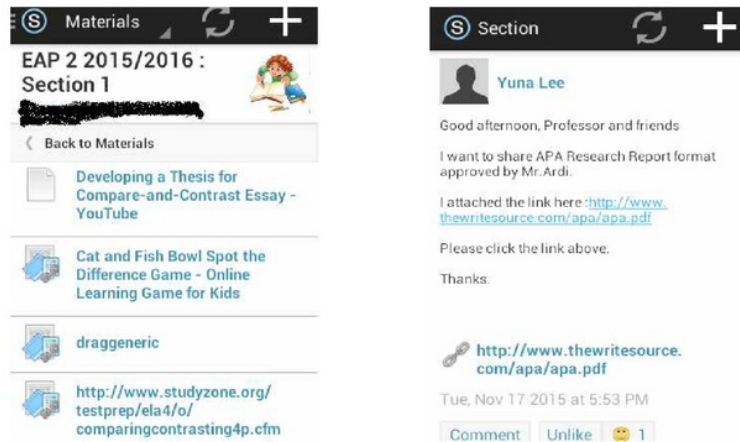 S Materials
EAP 2 2015/2016 :
Section 1
Back to Materials
Developing a Thesis for
Compare-and-Contrast Essay -
YouTube
Cat and Fish Bowl Spot the
Difference Game - Online
Learning Game for Kids
draggeneric
http://www.studyzone.org/
testprep/ela4/o/
comparingcontrasting4p.cfm
S Section
Yuna Lee
Good afternoon, Professor and friends
I want to share APA Research Report format
approved by Mr.Ardi.
I attached the link here :http://www.
thewritesource.com/apa/apa.pdf
Please click the link above.
Thanks.
http://www.thewritesource.
com/apa/apa.pdf
Tue, Nov 17 2015 at 5:53 PM
Comment Unlike 1